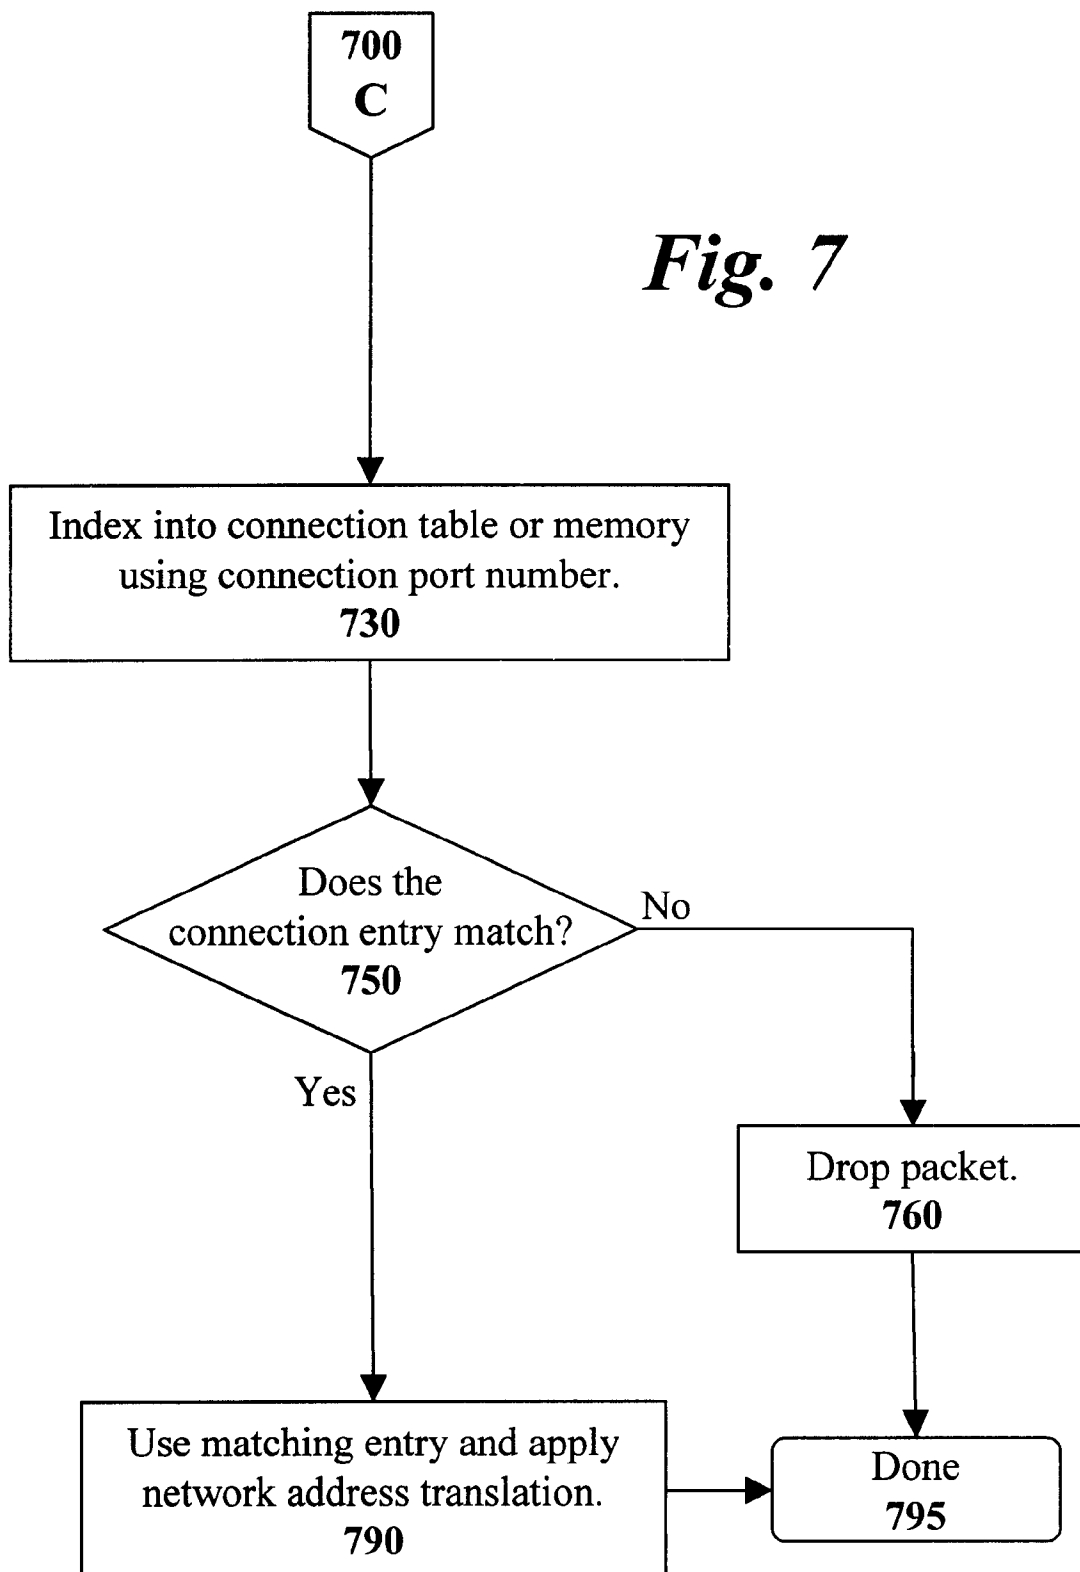 700
C
Fig. 7
Index into connection table or memory
using connection port number.
730
Does the
connection entry match?
750
No
Yes
Drop packet.
760
Use matching entry and apply
network address translation.
790
Done
795